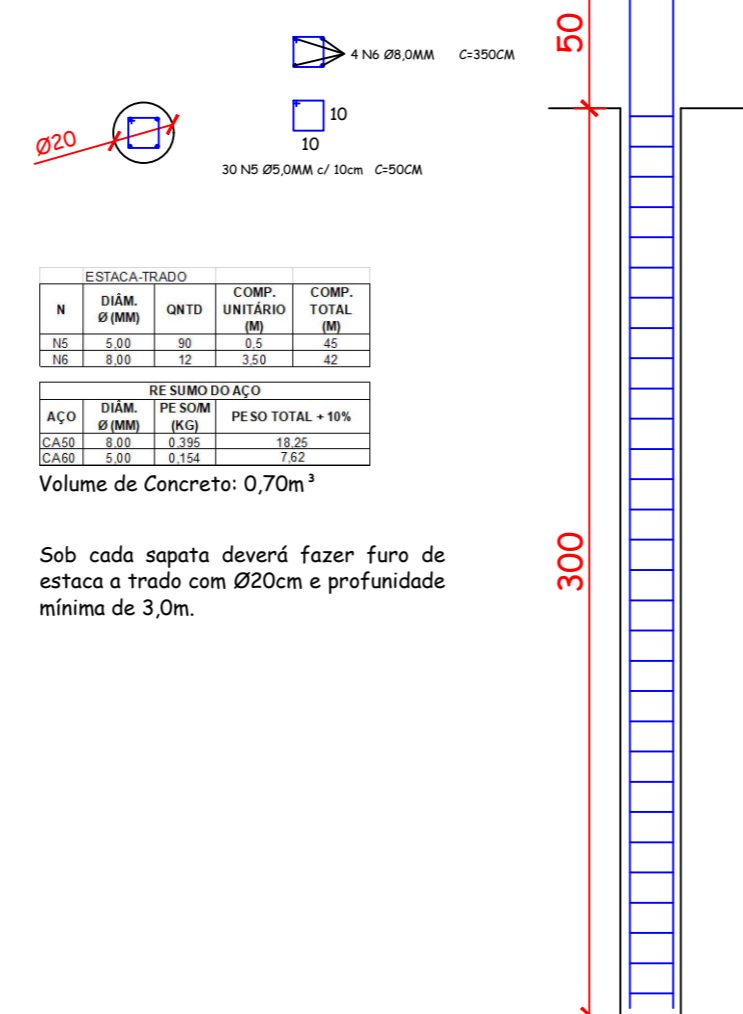 50
4 N6 Ø8,0MM C=350CM
Ø20
10
10
30 N5 Ø5,0MM c/ 10cm C=50CM
ESTACA-TRADO
N DIÂM. Ø (MM) QNTD COMP. UNITÁRIO (M) COMP. TOTAL (M)
N5 5,00 90 0,5 45
N6 8,00 12 3,50 42
RESUMO DO AÇO
AÇO DIÂM. Ø (MM) PESO/M (KG) PESO TOTAL + 10%
CA50 8,00 0,395 18,25
CA60 5,00 0,154 7,62
Volume de Concreto: 0,70m³
300
Sob cada sapata deverá fazer furo de
estaca a trado com Ø20cm e profunidade
mínima de 3,0m.